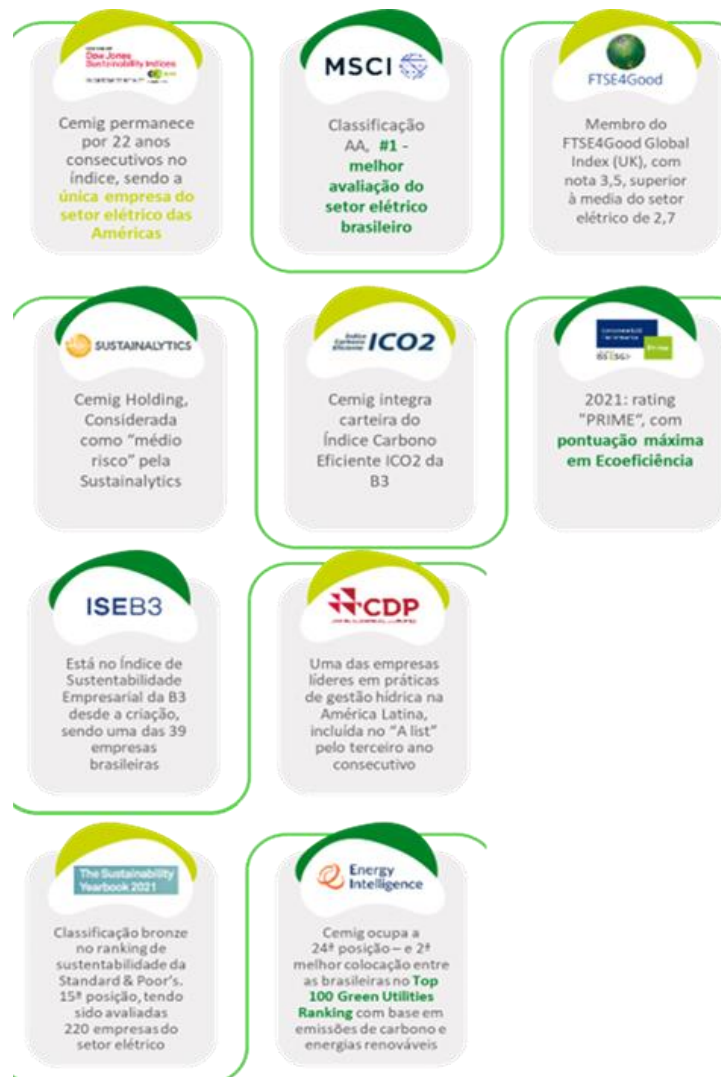 Dow Jones
Sustainability Indices
Cemig permanece
por 22 anos
consecutivos no
índice, sendo a
única empresa do
setor elétrico das
Américas
MSCI
Classificação
AA, #1 -
melhor
avaliação do
setor elétrico
brasileiro
FTSE4Good
Membro do
FTSE4Good Global
Index (UK), com
nota 3,5, superior
à media do setor
elétrico de 2,7
SUSTAINALYTICS
Cemig Holding,
Considerada
como “médio
risco” pela
Sustainalytics
Índice
Carbono
Eficiente ICO2
Cemig integra
carteira do
Índice Carbono
Eficiente ICO2 da
B3
2021: rating
"PRIME“, com
pontuação máxima
em Ecoeficiência
ISEB3
Está no Índice de
Sustentabilidade
Empresarial da B3
desde a criação,
sendo uma das 39
empresas
brasileiras
CDP
Uma das empresas
líderes em práticas
de gestão hídrica na
América Latina,
incluída no “A list”
pelo terceiro ano
consecutivo
The Sustainability
Yearbook 2021
Classificação bronze
no ranking de
sustentabilidade da
Standard & Poor's.
15ª posição, tendo
sido avaliadas
220 empresas do
setor elétrico
Energy
Intelligence
Cemig ocupa a
24ª posição – e 2ª
melhor colocação entre
as brasileiras no Top
100 Green Utilities
Ranking com base em
emissões de carbono e
energias renováveis